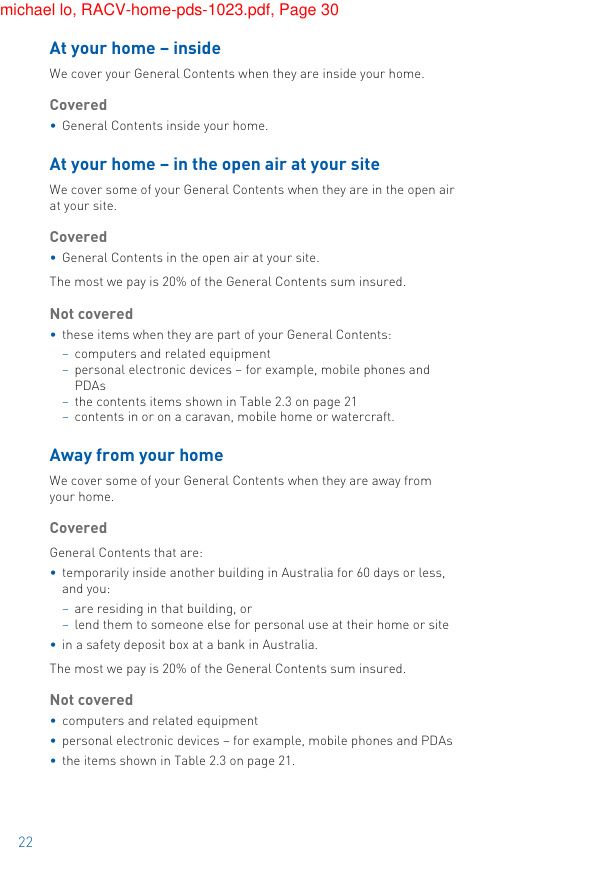 michael lo, RACV-home-pds-1023.pdf, Page 30
At your home – inside
We cover your General Contents when they are inside your home.
Covered
• General Contents inside your home.
At your home – in the open air at your site
We cover some of your General Contents when they are in the open air
at your site.
Covered
• General Contents in the open air at your site.
The most we pay is 20% of the General Contents sum insured.
Not covered
• these items when they are part of your General Contents:
– computers and related equipment
– personal electronic devices – for example, mobile phones and
PDAs
– the contents items shown in Table 2.3 on page 21
– contents in or on a caravan, mobile home or watercraft.
Away from your home
We cover some of your General Contents when they are away from
your home.
Covered
General Contents that are:
• temporarily inside another building in Australia for 60 days or less,
and you:
– are residing in that building, or
– lend them to someone else for personal use at their home or site
• in a safety deposit box at a bank in Australia.
The most we pay is 20% of the General Contents sum insured.
Not covered
• computers and related equipment
• personal electronic devices – for example, mobile phones and PDAs
• the items shown in Table 2.3 on page 21.
22